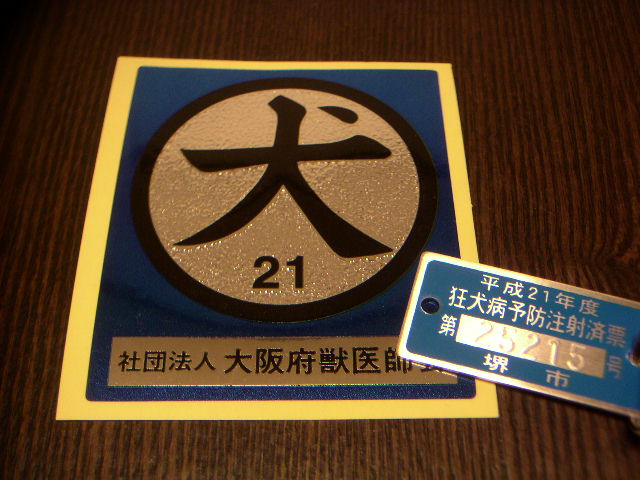 犬
21
社団法人 大阪府獣医師会
平成21年度
狂犬病予防注射済票
第 28215 号
堺 市